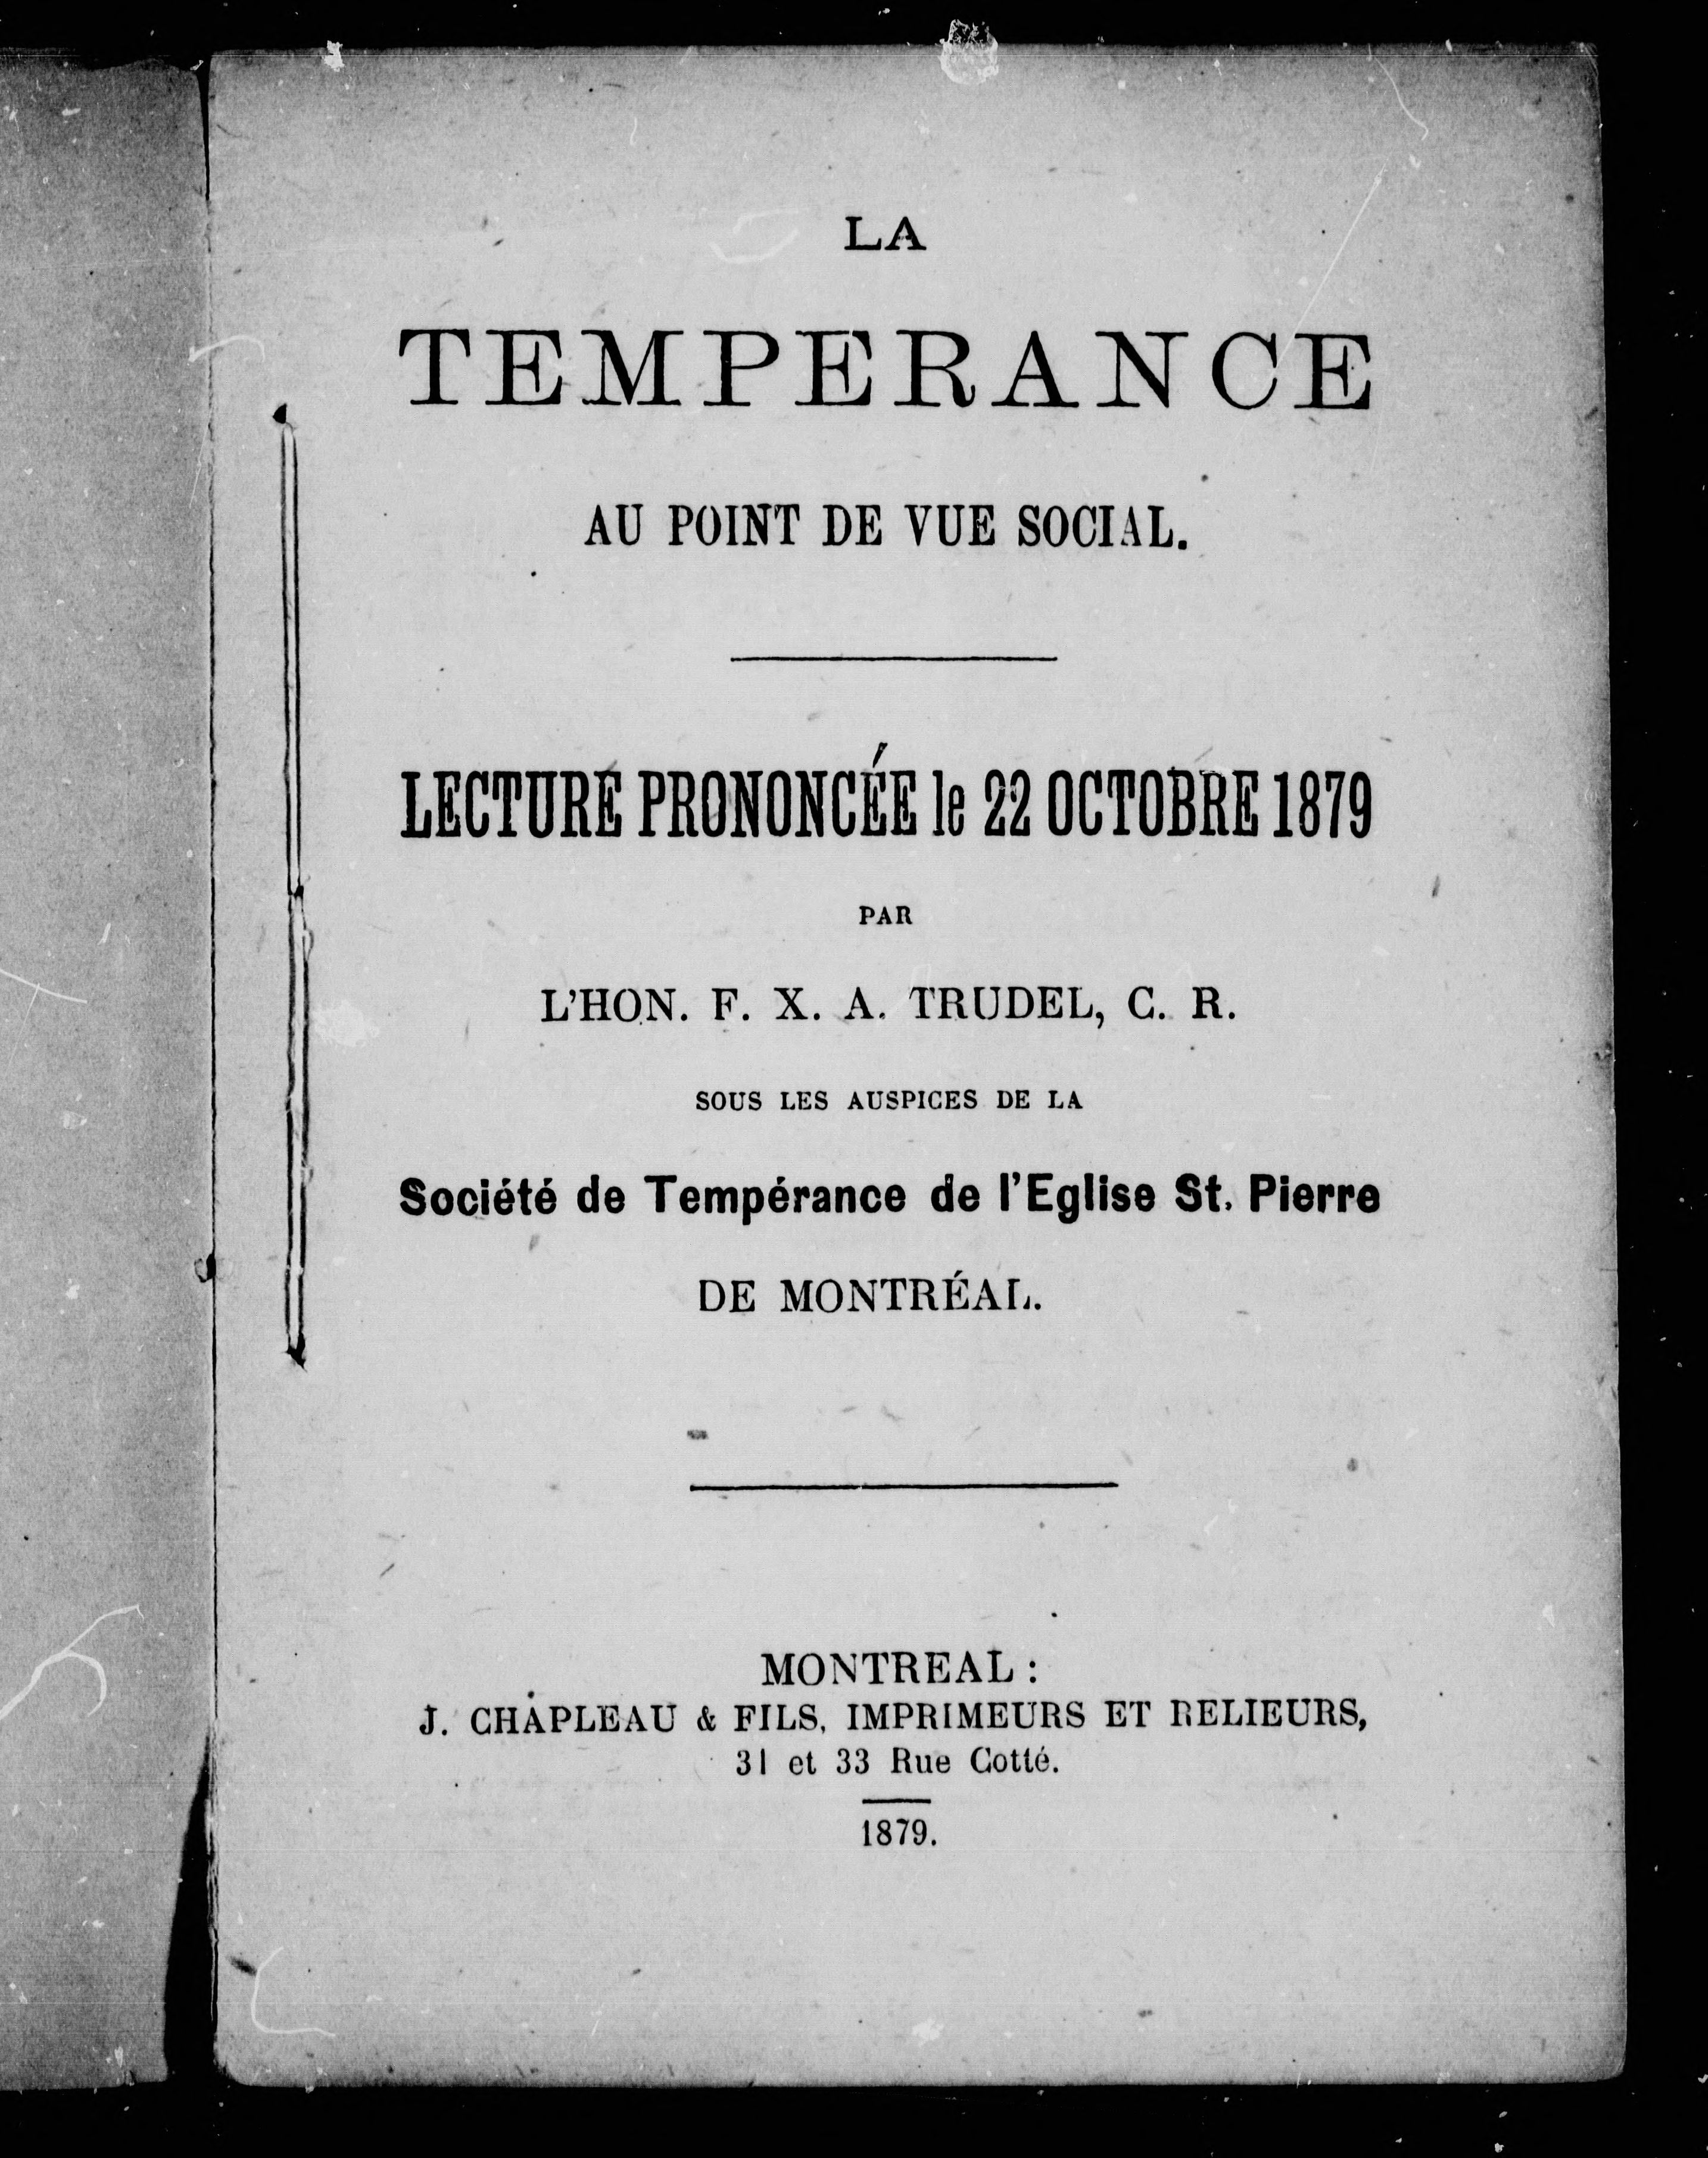 LA
TEMPERANCE
AU POINT DE VUE SOCIAL.
LECTURE PRONONCÉE le 22 OCTOBRE 1879
PAR
L'HON. F. X. A. TRUDEL, C. R.
SOUS LES AUSPICES DE LA
Société de Tempérance de l'Eglise St. Pierre
DE MONTRÉAL.
MONTREAL :
J. CHAPLEAU & FILS, IMPRIMEURS ET RELIEURS,
31 et 33 Rue Cotté.
1879.